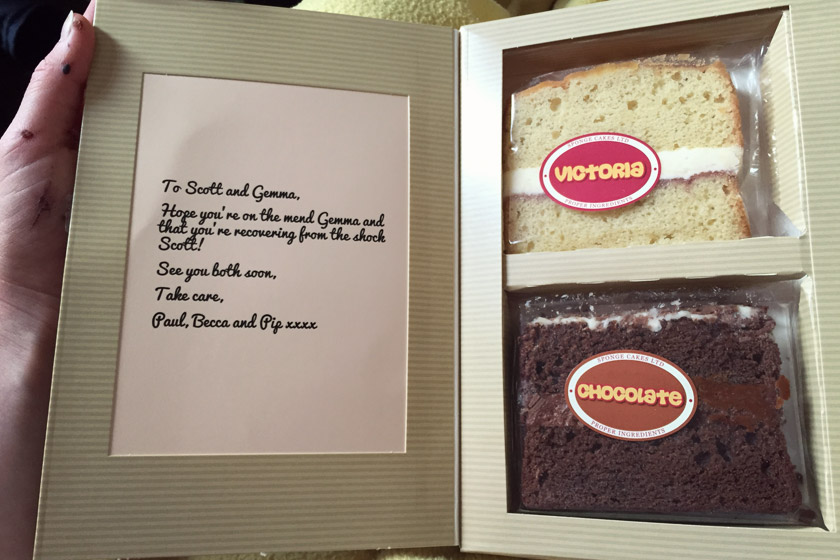 To Scott and Gemma,
Hope you're on the mend Gemma and
that you're recovering from the shock
Scott!
See you both soon,
Take care,
Paul, Becca and Pip xxxx
SPONGE CAKES LTD
VICTORIA
PROPER INGREDIENTS
SPONGE CAKES LTD
CHOCOLATE
PROPER INGREDIENTS